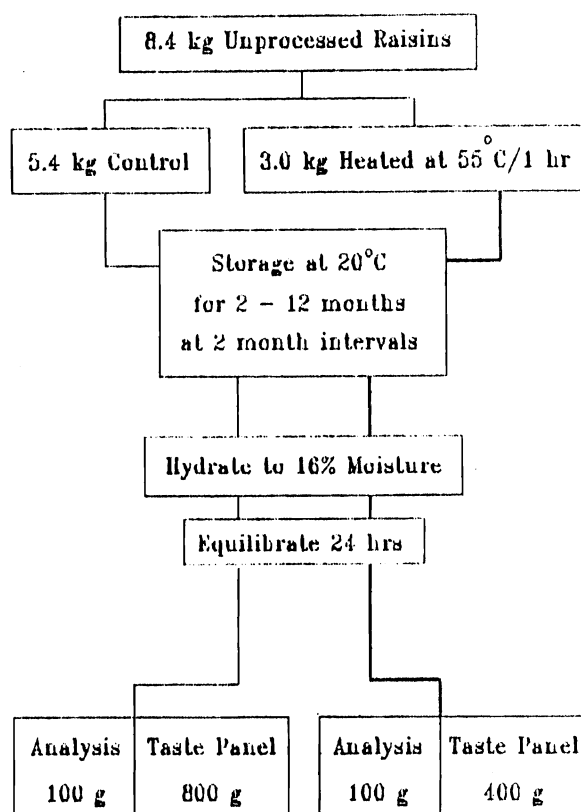 8.4 kg Unprocessed Raisins
5.4 kg Control
3.0 kg Heated at 55°C/1 hr
Storage at 20°C
for 2 - 12 months
at 2 month intervals
Hydrate to 16% Moisture
Equilibrate 24 hrs
Analysis
100 g
Taste Panel
800 g
Analysis
100 g
Taste Panel
400 g